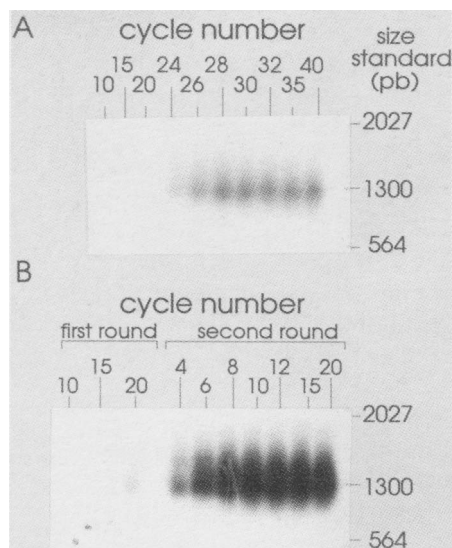 A
cycle number
size standard (pb)
15 24 28 32 40
10 20 26 30 35
2027
1300
564
B
cycle number
first round second round
15 4 8 12 20
10 20 6 10 15
2027
1300
564